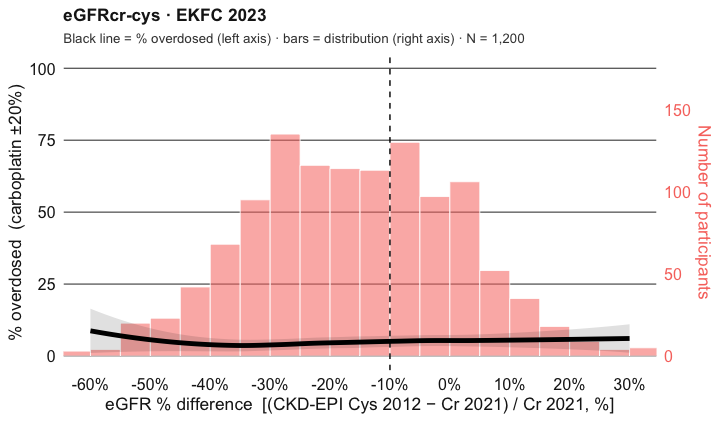 eGFRcr-cys · EKFC 2023
Black line = % overdosed (left axis) · bars = distribution (right axis) · N = 1,200
% overdosed (carboplatin ±20%)
100
75
50
25
0
150
100
50
0
Number of participants
-60% -50% -40% -30% -20% -10% 0% 10% 20% 30%
eGFR % difference [(CKD-EPI Cys 2012 − Cr 2021) / Cr 2021, %]